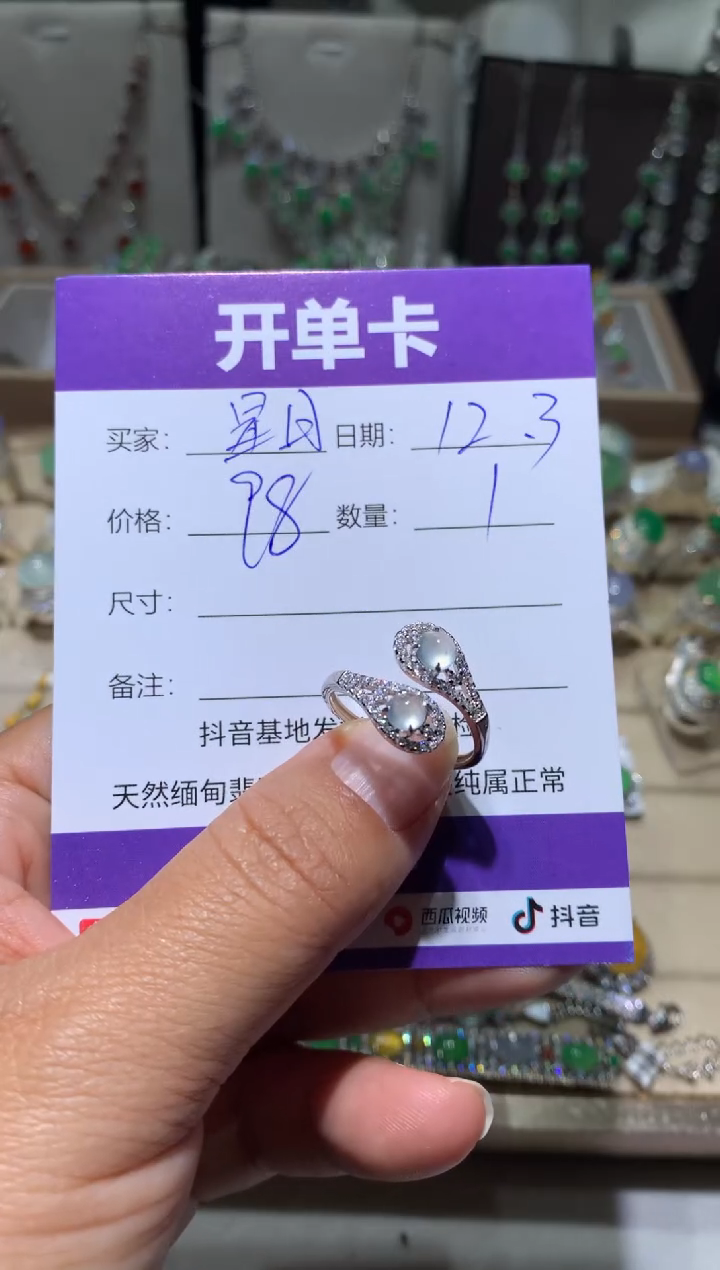 开单卡
买家： 星月 日期： 12.3
价格： 98 数量： 1
尺寸：
备注：
抖音基地发 检
天然缅甸翡 纯属正常
西瓜视频 抖音